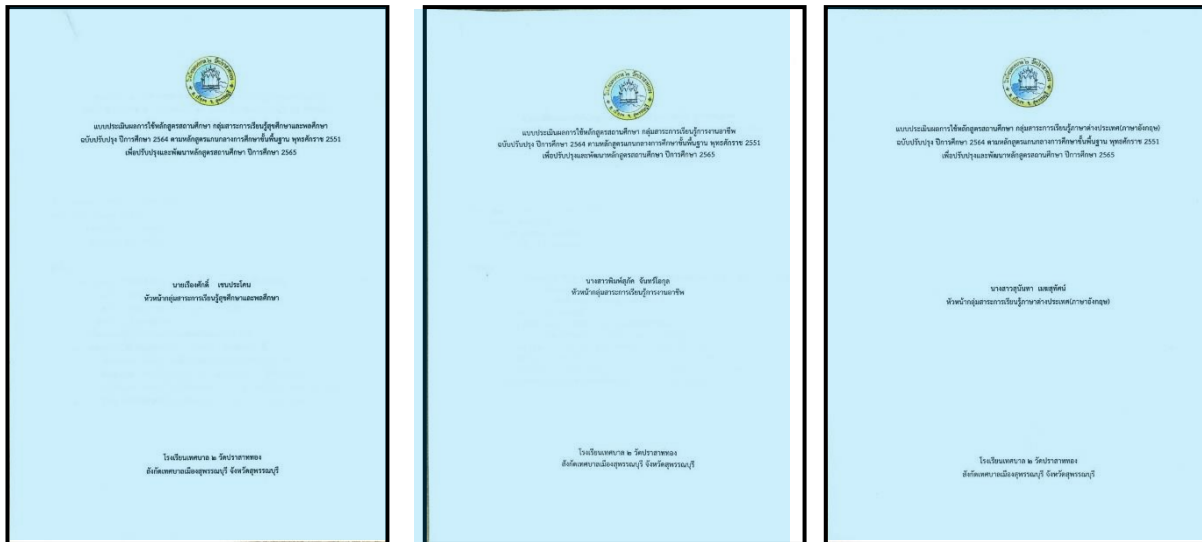 แบบประเมินผลการใช้หลักสูตรสถานศึกษา กลุ่มสาระการเรียนรู้สุขศึกษาและพลศึกษา
ฉบับปรับปรุง ปีการศึกษา 2564 ตามหลักสูตรแกนกลางการศึกษาขั้นพื้นฐาน พุทธศักราช 2551
เพื่อปรับปรุงและพัฒนาหลักสูตรสถานศึกษา ปีการศึกษา 2565
นายเรืองศักดิ์
หัวหน้ากลุ่มสาระการเรียนรู้สุขศึกษาและพลศึกษา
โรงเรียนเทศบาล ๒ วัดปราสาททอง
สังกัดเทศบาลเมืองสุพรรณบุรี จังหวัดสุพรรณบุรี
แบบประเมินผลการใช้หลักสูตรสถานศึกษา กลุ่มสาระการเรียนรู้การงานอาชีพ
ฉบับปรับปรุง ปีการศึกษา 2564 ตามหลักสูตรแกนกลางการศึกษาขั้นพื้นฐาน พุทธศักราช 2551
เพื่อปรับปรุงและพัฒนาหลักสูตรสถานศึกษา ปีการศึกษา 2565
หัวหน้ากลุ่มสาระการเรียนรู้การงานอาชีพ
โรงเรียนเทศบาล ๒ วัดปราสาททอง
สังกัดเทศบาลเมืองสุพรรณบุรี จังหวัดสุพรรณบุรี
แบบประเมินผลการใช้หลักสูตรสถานศึกษา กลุ่มสาระการเรียนรู้ภาษาต่างประเทศ(ภาษาอังกฤษ)
ฉบับปรับปรุง ปีการศึกษา 2564 ตามหลักสูตรแกนกลางการศึกษาขั้นพื้นฐาน พุทธศักราช 2551
เพื่อปรับปรุงและพัฒนาหลักสูตรสถานศึกษา ปีการศึกษา 2565
นางสาวสุนันทา เมฆสุทัศน์
หัวหน้ากลุ่มสาระการเรียนรู้ภาษาต่างประเทศ(ภาษาอังกฤษ)
โรงเรียนเทศบาล ๒ วัดปราสาททอง
สังกัดเทศบาลเมืองสุพรรณบุรี จังหวัดสุพรรณบุรี